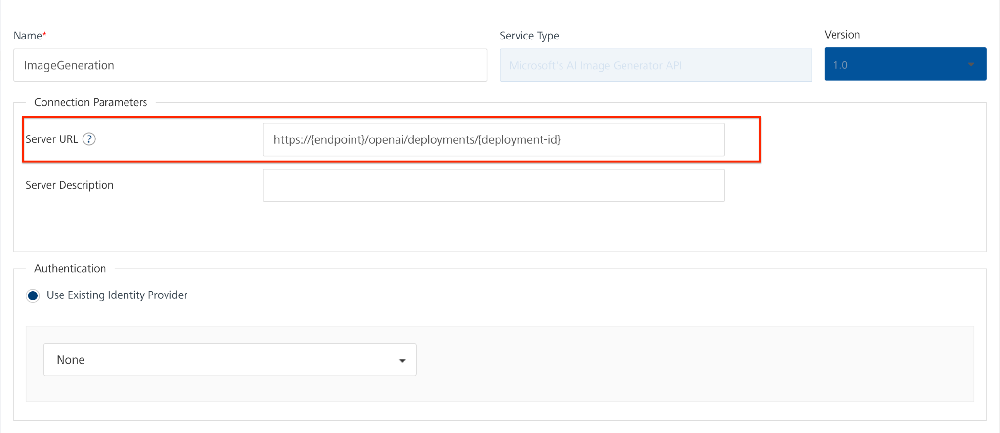 Name*
Service Type
Version
ImageGeneration
Microsoft's AI Image Generator API
1.0
Connection Parameters
Server URL ?
https://{endpoint}/openai/deployments/{deployment-id}
Server Description
Authentication
Use Existing Identity Provider
None